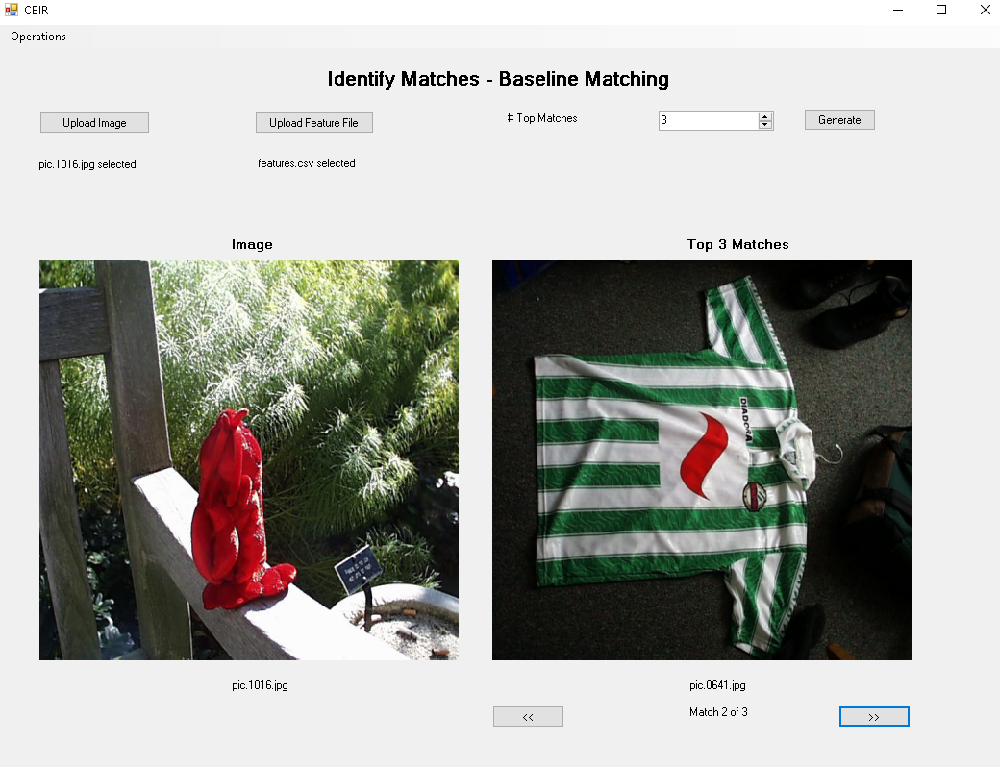 CBIR
Operations
Identify Matches - Baseline Matching
Upload Image
Upload Feature File
# Top Matches
3
Generate
pic.1016.jpg selected
features.csv selected
Image
Top 3 Matches
DIADORA
pic.1016.jpg
pic.0641.jpg
<<
Match 2 of 3
>>